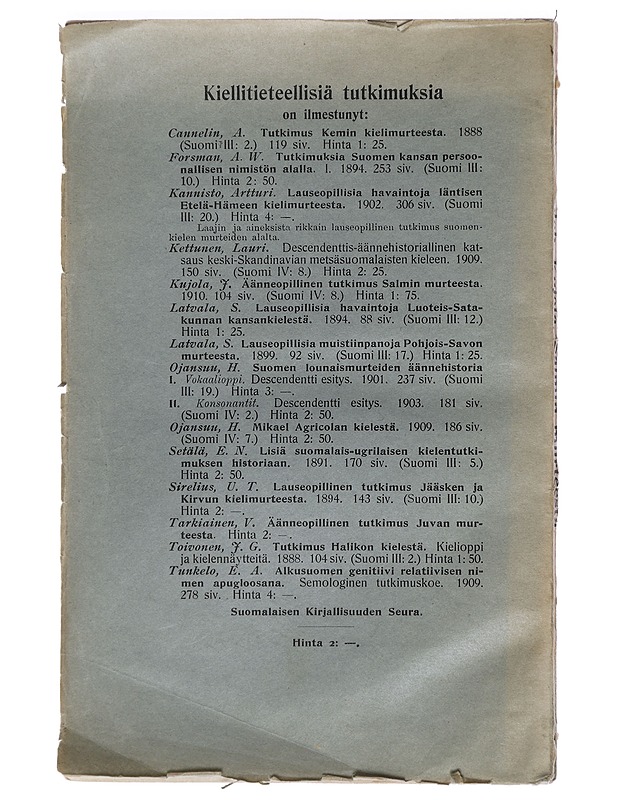 Kiellitieteellisiä tutkimuksia
on ilmestunyt:
Cannelin, A. Tutkimus Kemin kielimurteesta. 1888
(Suomi III: 2.) 119 siv. Hinta 1: 25.
Forsman, A. W. Tutkimuksia Suomen kansan persoo-
nallisen nimistön alalla. I. 1894. 253 siv. (Suomi III:
10.) Hinta 2: 50.
Kannisto, Artturi. Lauseopillisia havaintoja läntisen
Etelä-Hämeen kielimurteesta. 1902. 306 siv. (Suomi
III: 20.) Hinta 4: —.
Laajin ja aineksista rikkain lauseopillinen tutkimus suomen-
kielen murteiden alalta.
Kettunen, Lauri. Descendenttis-äännehistoriallinen kat-
saus keski-Skandinavian metsäsuomalaisten kieleen. 1909.
150 siv. (Suomi IV: 8.) Hinta 2: 25.
Kujola, J. Äänneopillinen tutkimus Salmin murteesta.
1910. 104 siv. (Suomi IV: 8.) Hinta 1: 75.
Latvala, S. Lauseopillisia havaintoja Luoteis-Sata-
kunnan kansankielestä. 1894. 88 siv. (Suomi III: 12.)
Hinta 1: 25.
Latvala, S. Lauseopillisia muistiinpanoja Pohjois-Savon
murteesta. 1899. 92 siv. (Suomi III: 17.) Hinta 1: 25.
Ojansuu, H. Suomen lounaismurteiden äännehistoria
I. Vokaalioppi. Descendentti esitys. 1901. 237 siv. (Suomi
III: 19.) Hinta 3: —.
II. Konsonantit. Descendentti esitys. 1903. 181 siv.
(Suomi IV: 2.) Hinta 2: 50.
Ojansuu, H. Mikael Agricolan kielestä. 1909. 186 siv.
(Suomi IV: 7.) Hinta 2: 50.
Setälä, E. N. Lisiä suomalais-ugrilaisen kielentutki-
muksen historiaan. 1891. 170 siv. (Suomi III: 5.)
Hinta 2: 50.
Sirelius, U. T. Lauseopillinen tutkimus Jääsken ja
Kirvun kielimurteesta. 1894. 143 siv. (Suomi III: 10.)
Hinta 2: —.
Tarkiainen, V. Äänneopillinen tutkimus Juvan mur-
teesta. Hinta 2: —.
Toivonen, J. G. Tutkimus Halikon kielestä. Kielioppi
ja kielennäytteitä. 1888. 104 siv. (Suomi III: 2.) Hinta 1: 50.
Tunkelo, E. A. Alkusuomen genitiivi relatiivisen ni-
men apugloosana. Semologinen tutkimuskoe. 1909.
278 siv. Hinta 4: —.
Suomalaisen Kirjallisuuden Seura.
Hinta 2: —.